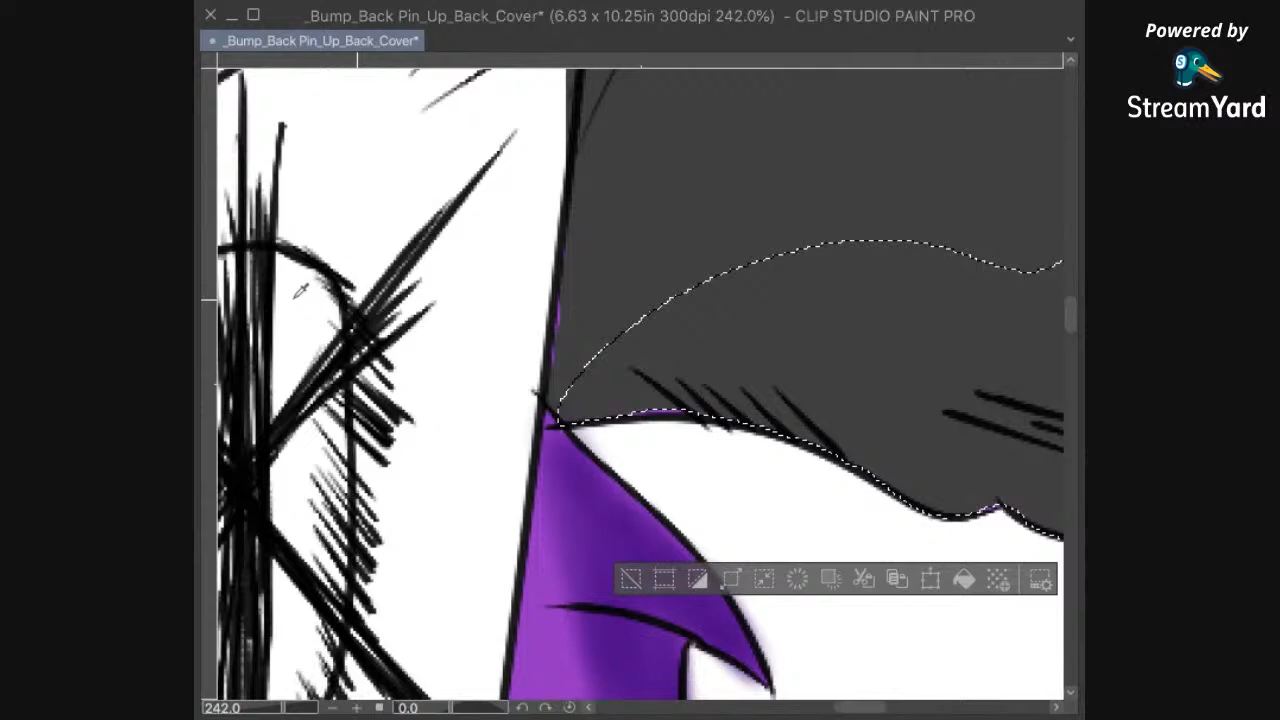 _Bump_Back Pin_Up_Back_Cover* (6.63 x 10.25in 300dpi 242.0%) - CLIP STUDIO PAINT PRO
_Bump_Back Pin_Up_Back_Cover*
Powered by
StreamYard
242.0
0.0